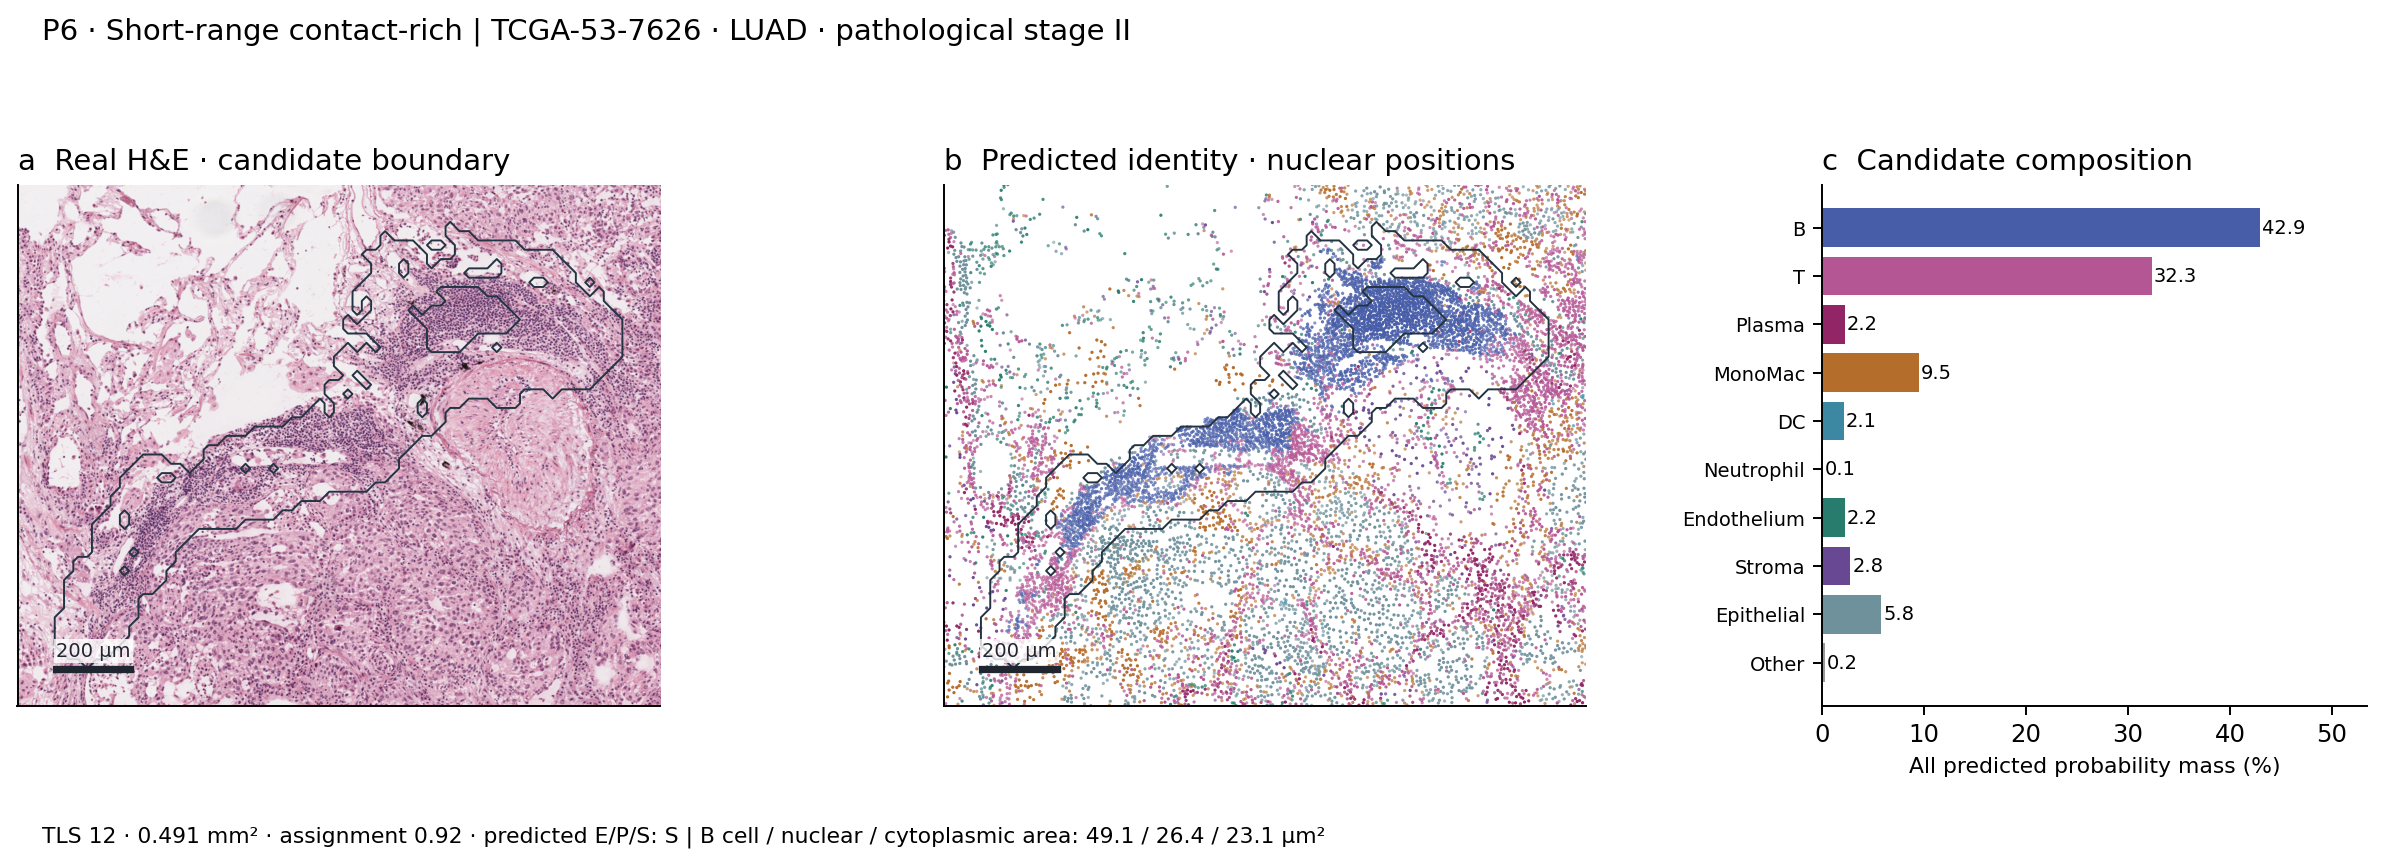 P6 · Short-range contact-rich | TCGA-53-7626 · LUAD · pathological stage II
a Real H&E · candidate boundary
200 µm
b Predicted identity · nuclear positions
200 µm
c Candidate composition
B 42.9
T 32.3
Plasma 2.2
MonoMac 9.5
DC 2.1
Neutrophil 0.1
Endothelium 2.2
Stroma 2.8
Epithelial 5.8
Other 0.2
0 10 20 30 40 50
All predicted probability mass (%)
TLS 12 · 0.491 mm² · assignment 0.92 · predicted E/P/S: S | B cell / nuclear / cytoplasmic area: 49.1 / 26.4 / 23.1 µm²